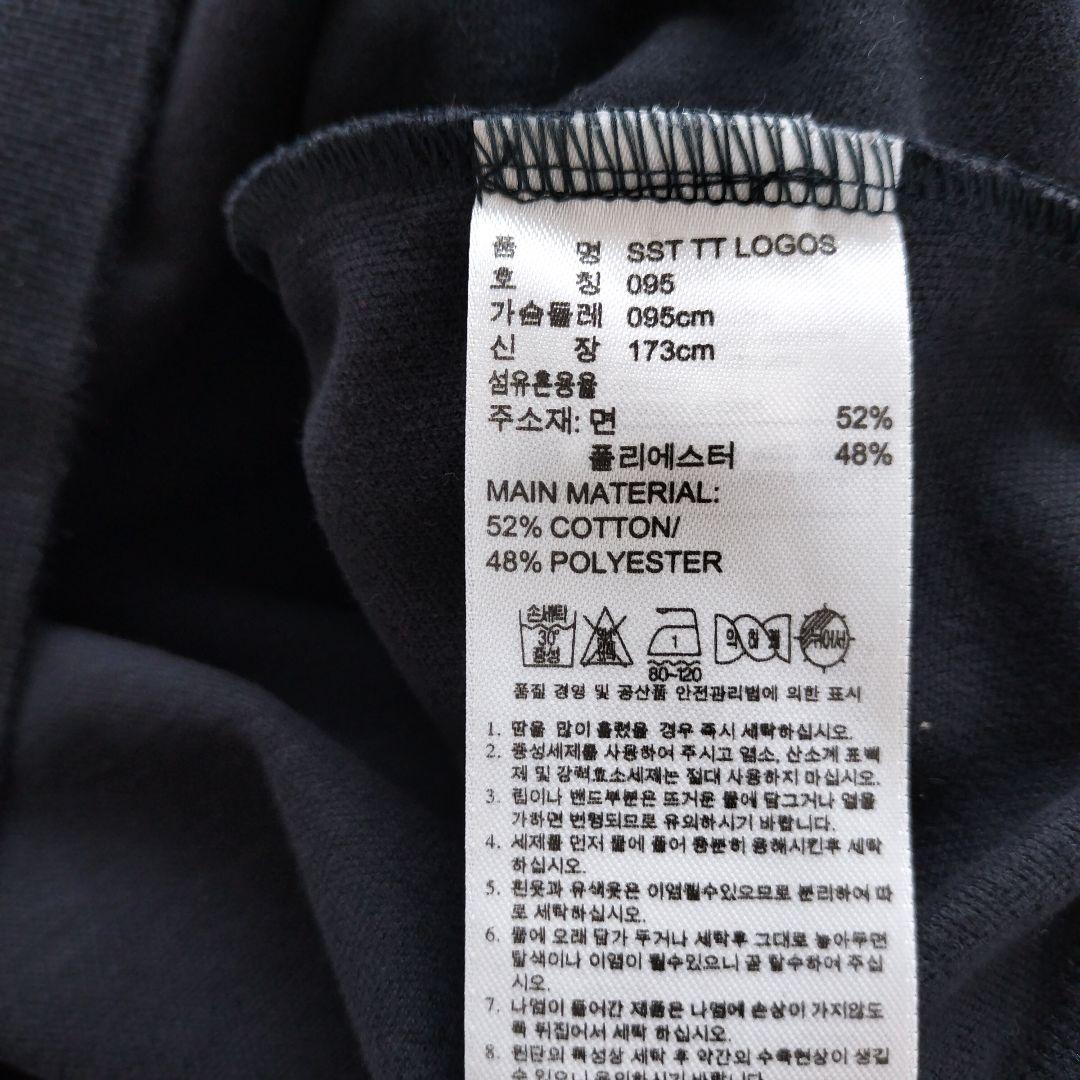 품 명 SST TT LOGOS
호 칭 095
가슴둘레 095cm
신 장 173cm
섬유혼용율
주소재: 면 52%
폴리에스터 48%
MAIN MATERIAL:
52% COTTON/
48% POLYESTER
손세탁
30°
중성
1
80~120
품질 경영 및 공산품 안전관리법에 의한 표시
1. 땀을 많이 흘렸을 경우 즉시 세탁하십시오.
2. 중성세제를 사용하여 주시고 염소, 산소계 표백
제 및 강력효소세제는 절대 사용하지 마십시오.
3. 립이나 밴드부분은 뜨거운 물에 담그거나 열을
가하면 변형되므로 유의하시기 바랍니다.
4. 세제를 먼저 물에 풀어 충분히 용해시킨후 세탁
하십시오.
5. 흰옷과 유색옷은 이염될수있으므로 분리하여 따
로 세탁하십시오.
6. 물에 오래 담가 두거나 세탁후 그대로 놓아두면
탈색이나 이염이 될수있으니 곧 탈수하여 주십
시오.
7. 나염이 들어간 제품은 나염에 손상이 가지않도
록 뒤집어서 세탁 하십시오.
8. 원단의 특성상 세탁 후 약간의 수축현상이 생길
수 있으니 유의하시기 바랍니다.